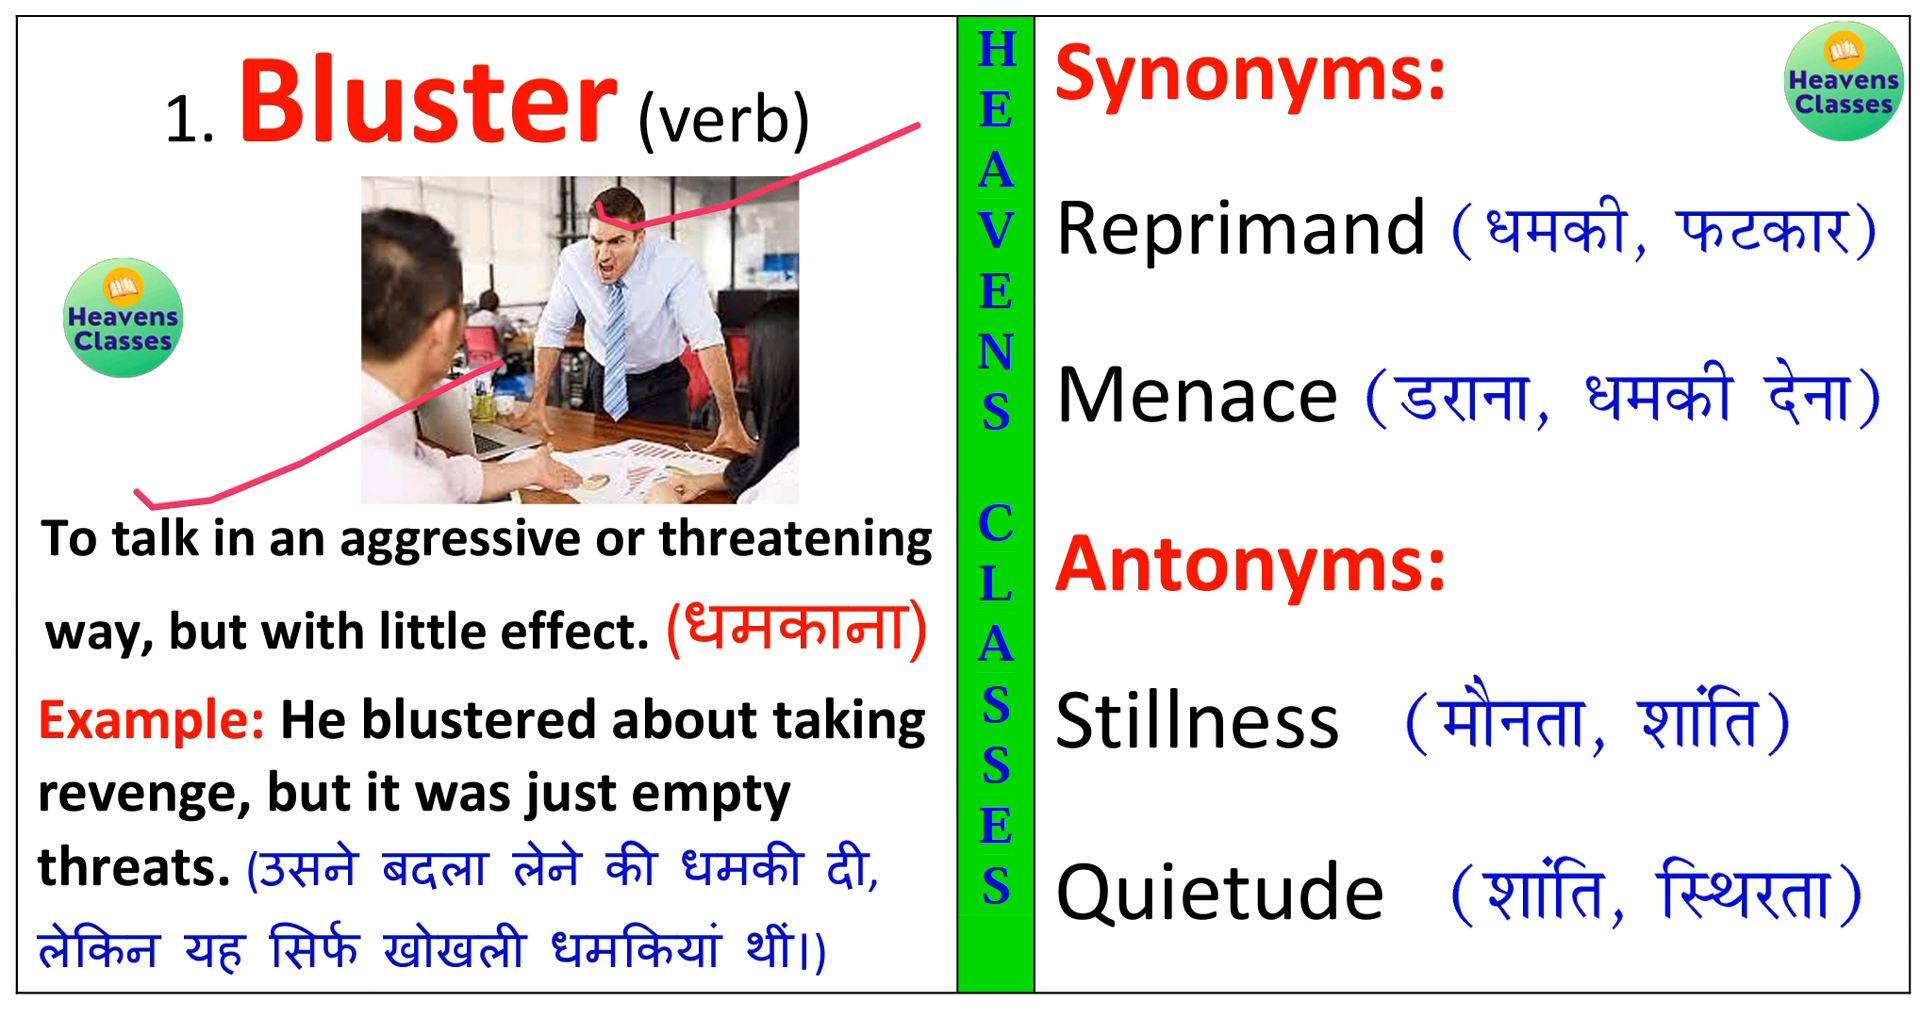 1. Bluster (verb)
Heavens
Classes
To talk in an aggressive or threatening
way, but with little effect. (धमकाना)
Example: He blustered about taking
revenge, but it was just empty
threats. (उसने बदला लेने की धमकी दी,
लेकिन यह सिर्फ खोखली धमकियां थीं।)
H
E
A
V
E
N
S
C
L
A
S
S
E
S
Synonyms:
Heavens
Classes
Reprimand (धमकी, फटकार)
Menace (डराना, धमकी देना)
Antonyms:
Stillness (मौनता, शांति)
Quietude (शांति, स्थिरता)